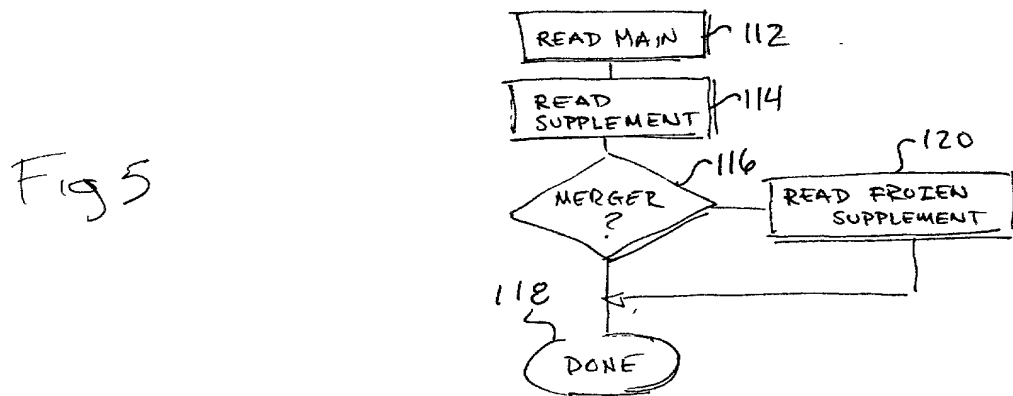 READ MAIN 112
READ
SUPPLEMENT 114
MERGER
? 116
READ FROZEN
SUPPLEMENT 120
Fig 5
118
DONE